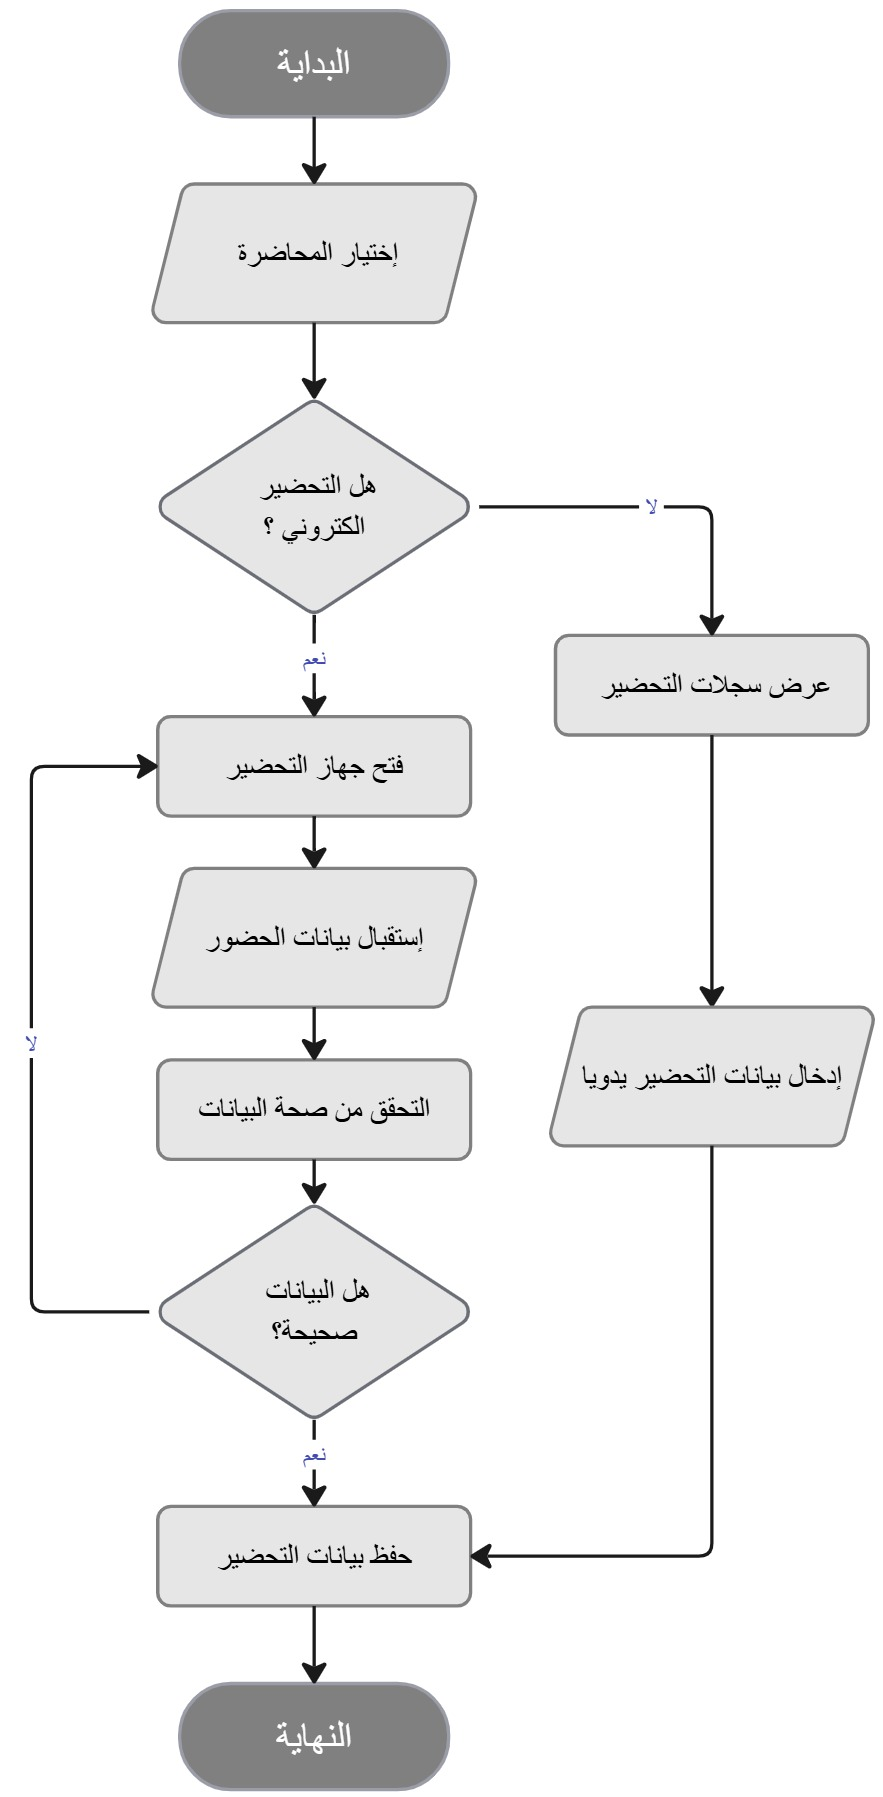 البداية
إختيار المحاضرة
هل التحضير
الكتروني ؟
لا
نعم
عرض سجلات التحضير
فتح جهاز التحضير
إستقبال بيانات الحضور
لا
إدخال بيانات التحضير يدويا
التحقق من صحة البيانات
هل البيانات
صحيحة؟
نعم
حفظ بيانات التحضير
النهاية